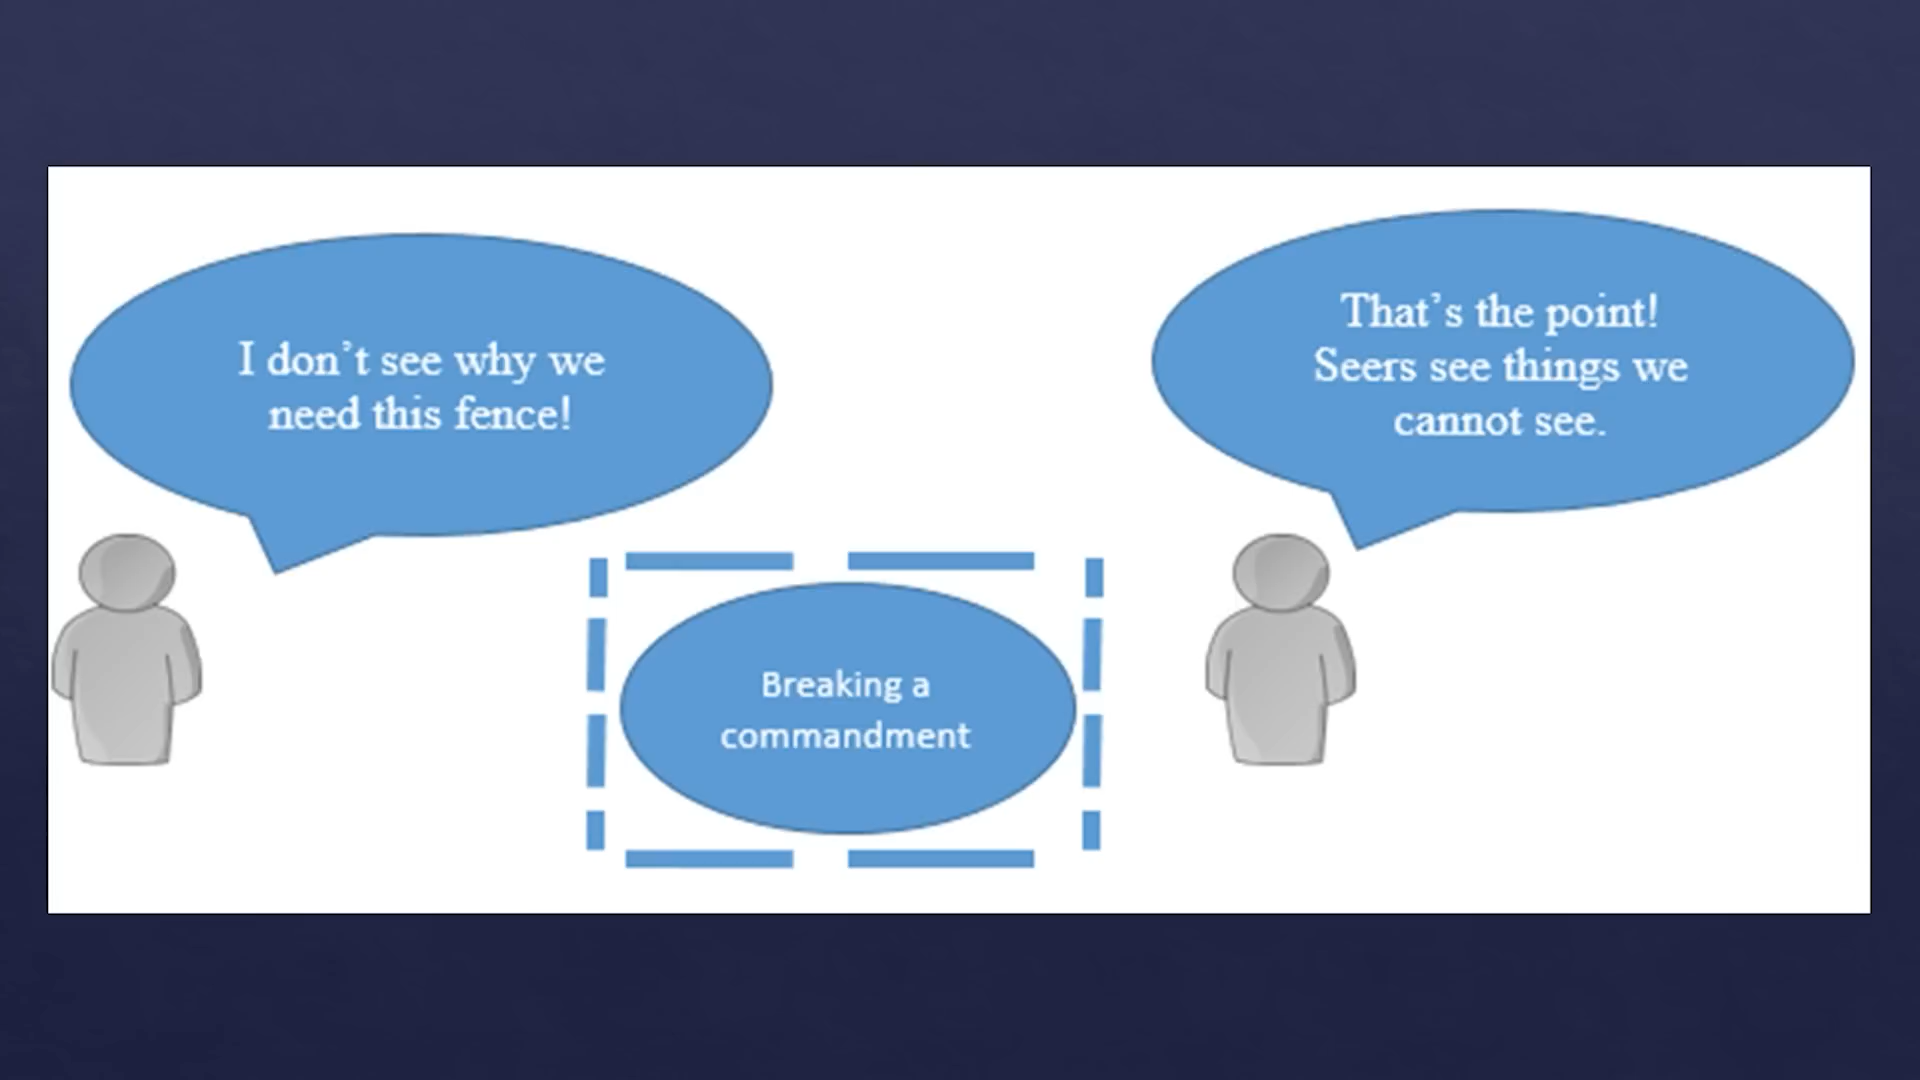 I don’t see why we
need this fence!
That’s the point!
Seers see things we
cannot see.
Breaking a
commandment